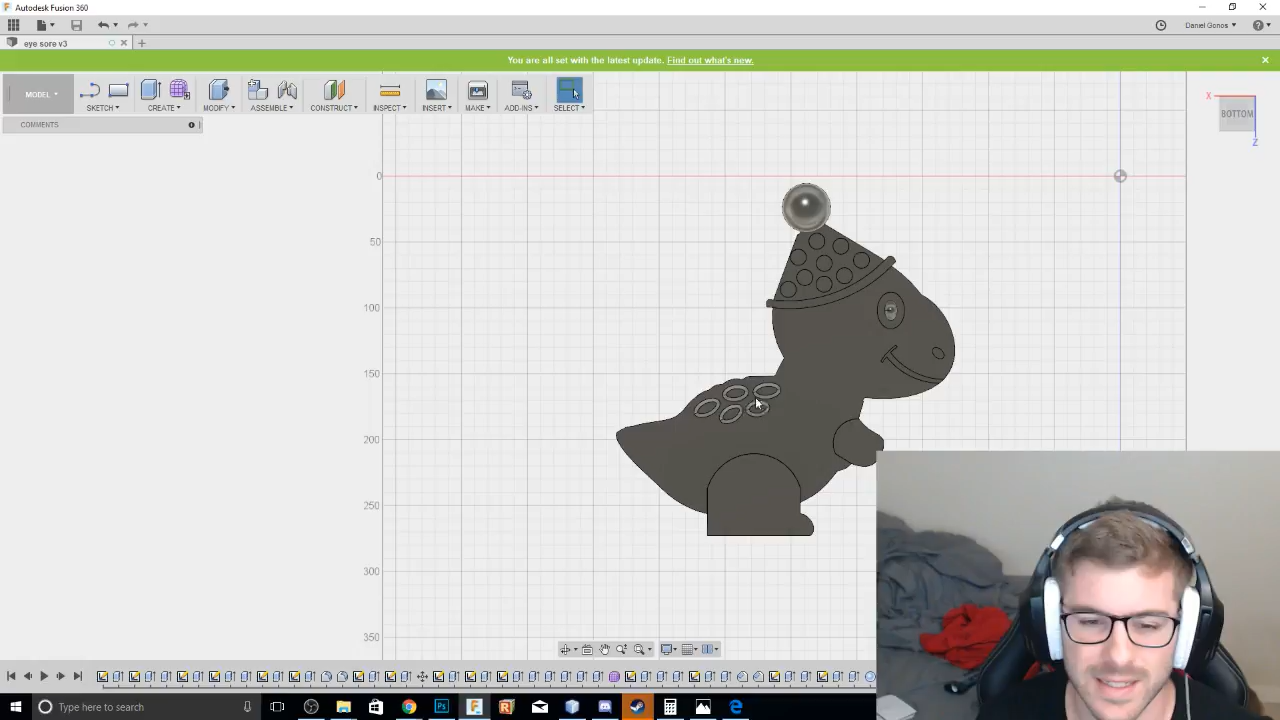 Autodesk Fusion 360
Daniel Gonos
eye sore v3
You are all set with the latest update. Find out what's new.
MODEL
SKETCH
CREATE
MODIFY
ASSEMBLE
CONSTRUCT
INSPECT
INSERT
MAKE
ADD-INS
SELECT
COMMENTS
X
BOTTOM
Z
0
50
100
150
200
250
300
350
Type here to search